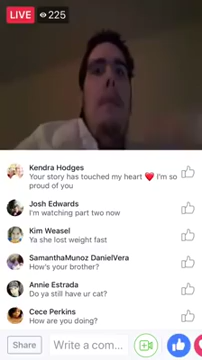 LIVE 225
Kendra Hodges
Your story has touched my heart ❤️ I'm so
proud of you
Josh Edwards
I'm watching part two now
Kim Weasel
Ya she lost weight fast
SamanthaMunoz DanielVera
How's your brother?
Annie Estrada
Do ya still have ur cat?
Cece Perkins
How are you doing?
Share Write a com...